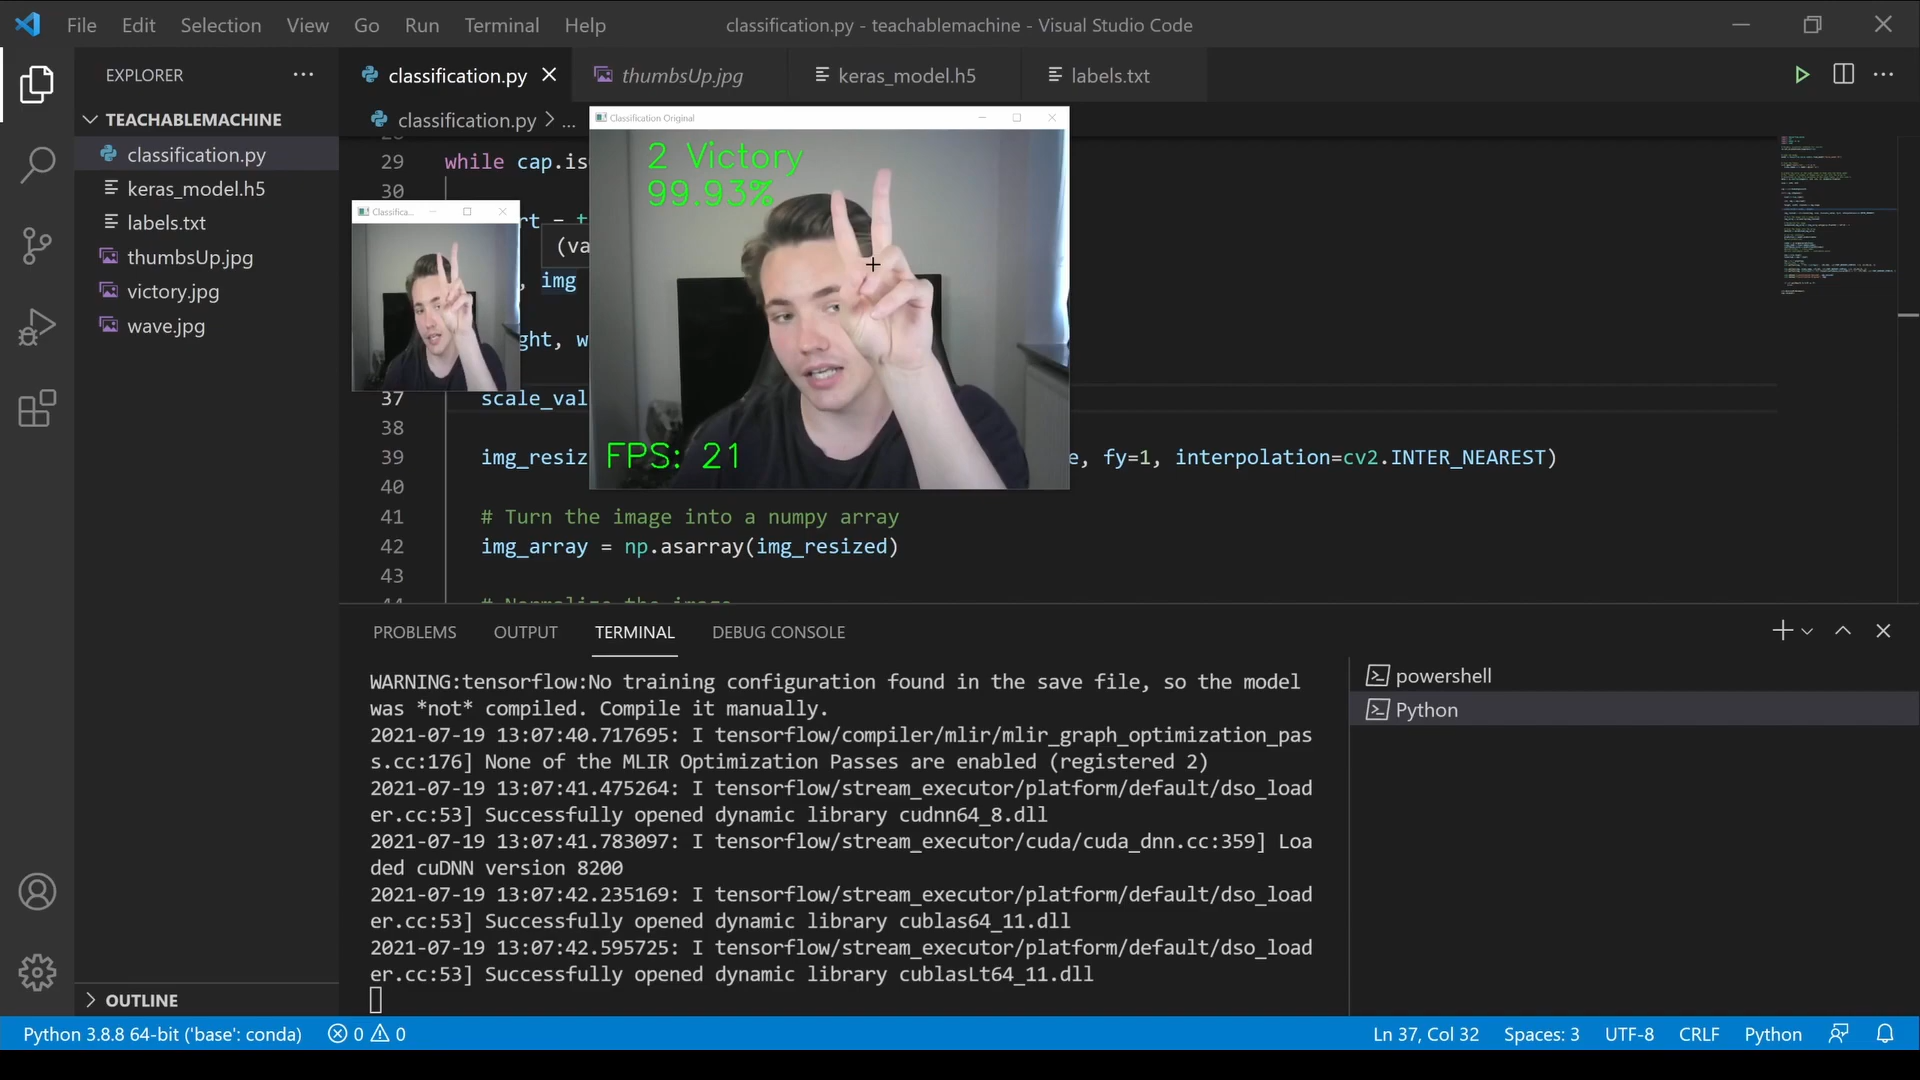 File Edit Selection View Go Run Terminal Help
classification.py - teachablemachine - Visual Studio Code
EXPLORER
TEACHABLEMACHINE
classification.py
keras_model.h5
labels.txt
thumbsUp.jpg
victory.jpg
wave.jpg
OUTLINE
classification.py
thumbsUp.jpg
keras_model.h5
labels.txt
classification.py > ...
29 while cap.is
30
rt = t
(va
, img
ght, w
37 scale_val
38
39 img_resiz e, fy=1, interpolation=cv2.INTER_NEAREST)
40
41 # Turn the image into a numpy array
42 img_array = np.asarray(img_resized)
43
44 # Normalize the image
Classifica...
Classification Original
2 Victory
99.93%
FPS: 21
PROBLEMS OUTPUT TERMINAL DEBUG CONSOLE
WARNING:tensorflow:No training configuration found in the save file, so the model
was *not* compiled. Compile it manually.
2021-07-19 13:07:40.717695: I tensorflow/compiler/mlir/mlir_graph_optimization_pas
s.cc:176] None of the MLIR Optimization Passes are enabled (registered 2)
2021-07-19 13:07:41.475264: I tensorflow/stream_executor/platform/default/dso_load
er.cc:53] Successfully opened dynamic library cudnn64_8.dll
2021-07-19 13:07:41.783097: I tensorflow/stream_executor/cuda/cuda_dnn.cc:359] Loa
ded cuDNN version 8200
2021-07-19 13:07:42.235169: I tensorflow/stream_executor/platform/default/dso_load
er.cc:53] Successfully opened dynamic library cublas64_11.dll
2021-07-19 13:07:42.595725: I tensorflow/stream_executor/platform/default/dso_load
er.cc:53] Successfully opened dynamic library cublasLt64_11.dll
powershell
Python
Python 3.8.8 64-bit ('base': conda) 0 0
Ln 37, Col 32 Spaces: 3 UTF-8 CRLF Python